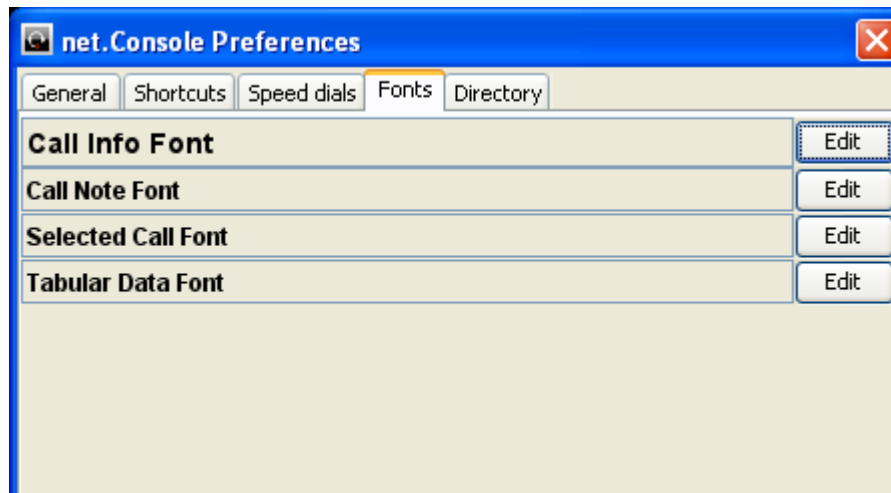 net.Console Preferences
General Shortcuts Speed dials Fonts Directory
Call Info Font Edit
Call Note Font Edit
Selected Call Font Edit
Tabular Data Font Edit